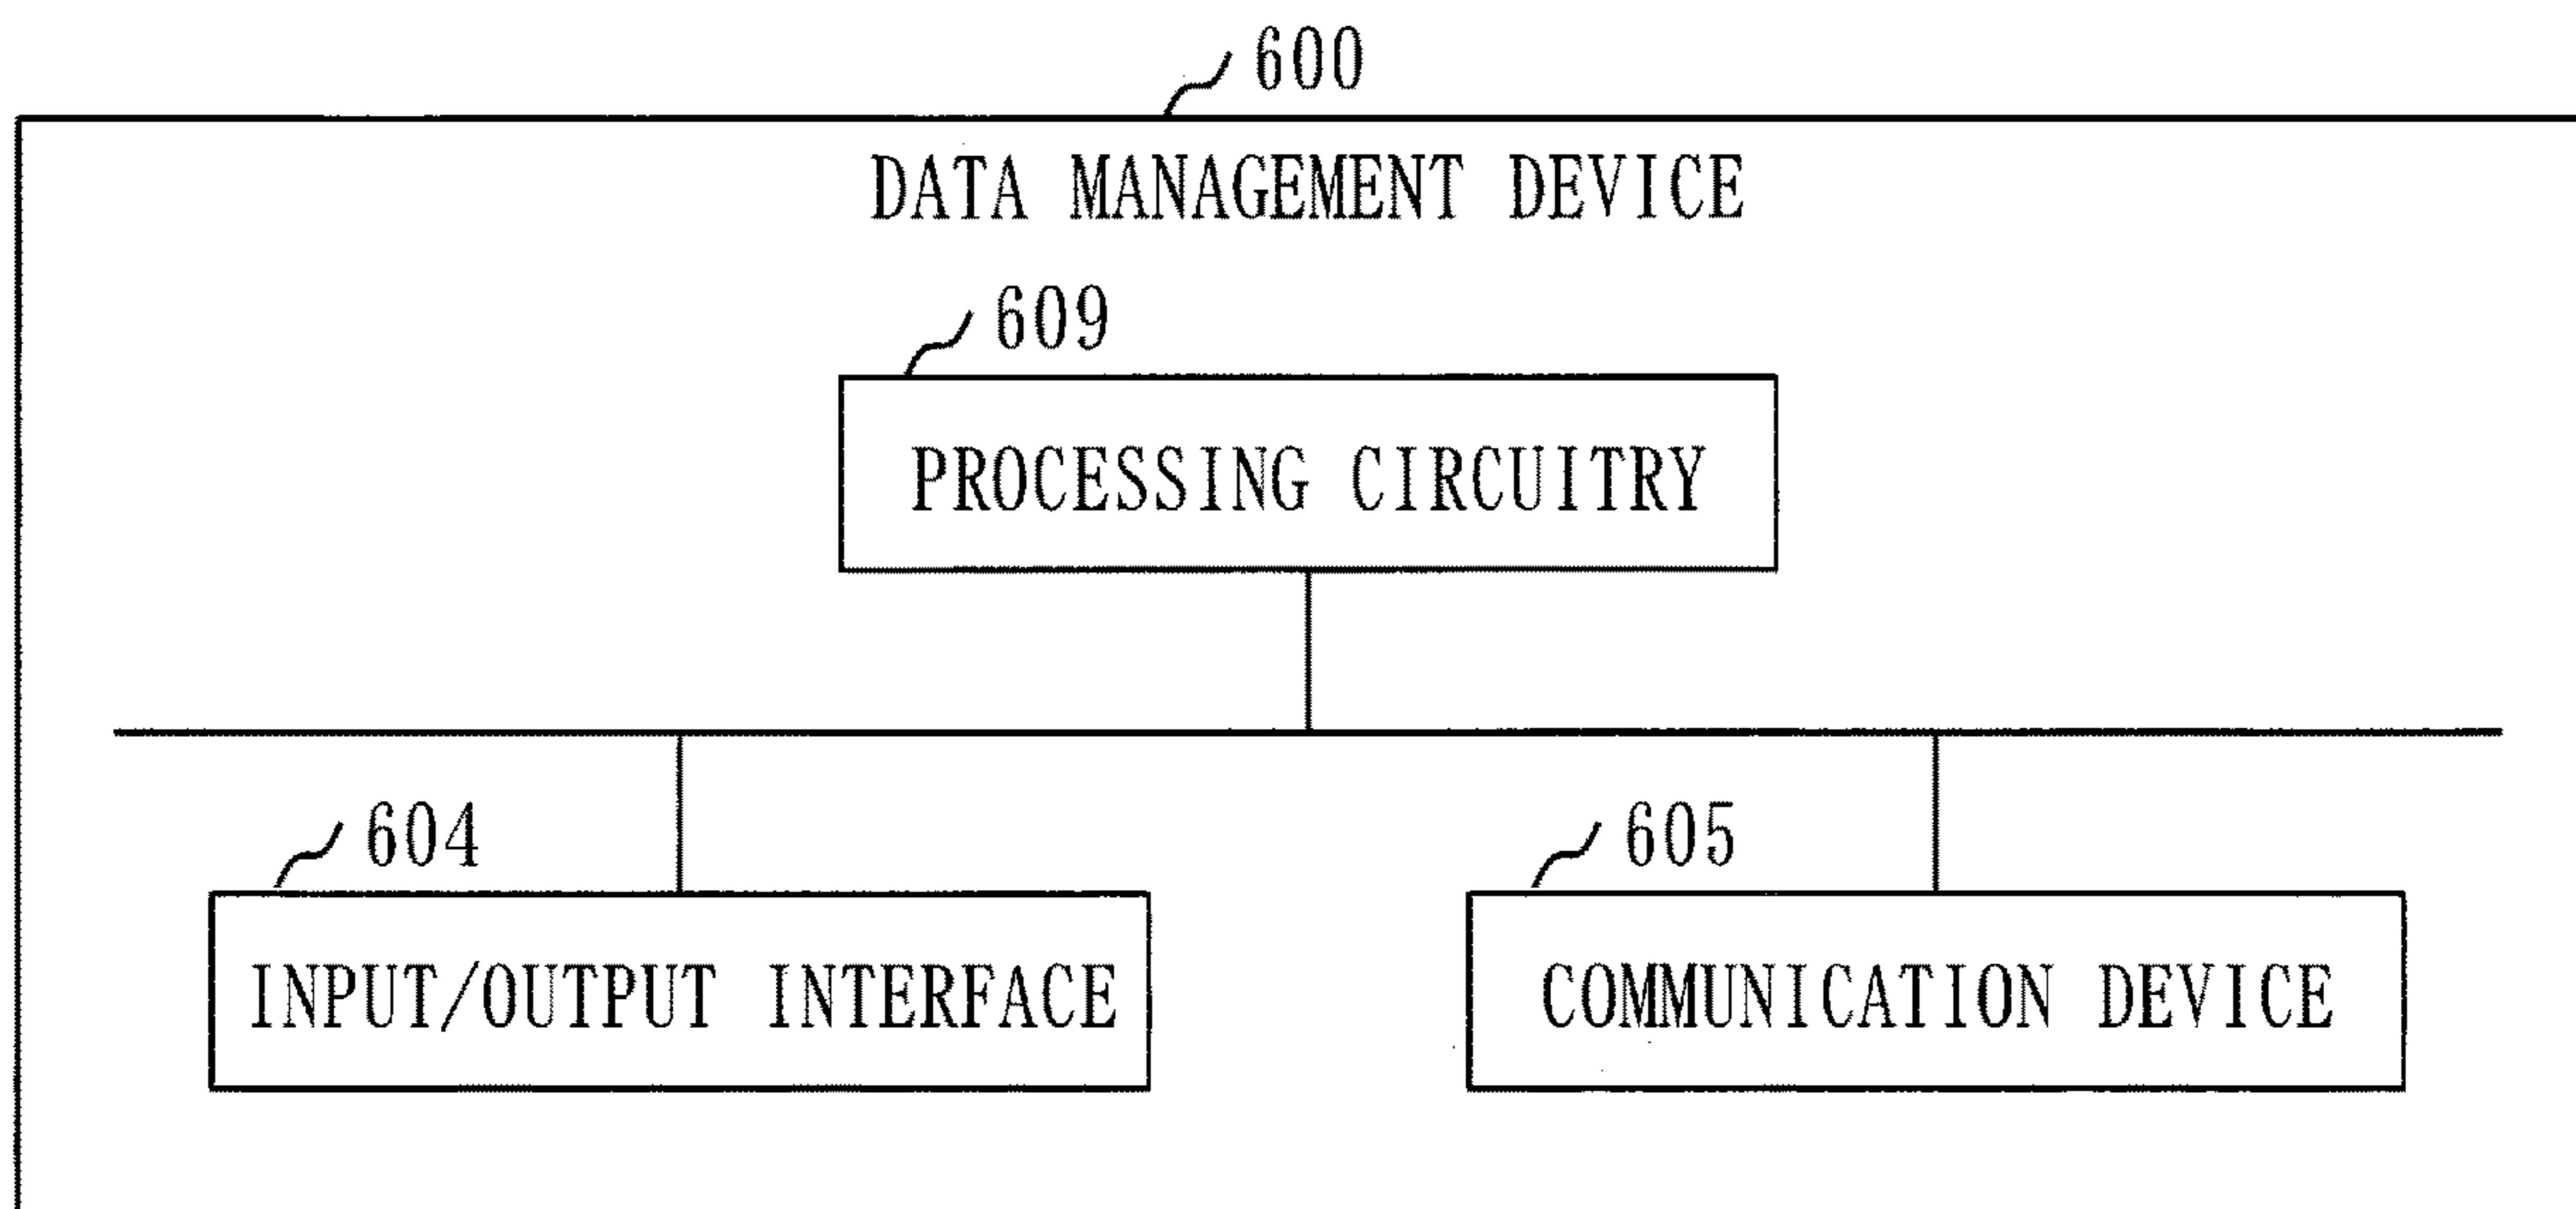 600
DATA MANAGEMENT DEVICE
609
PROCESSING CIRCUITRY
604
605
INPUT/OUTPUT INTERFACE
COMMUNICATION DEVICE